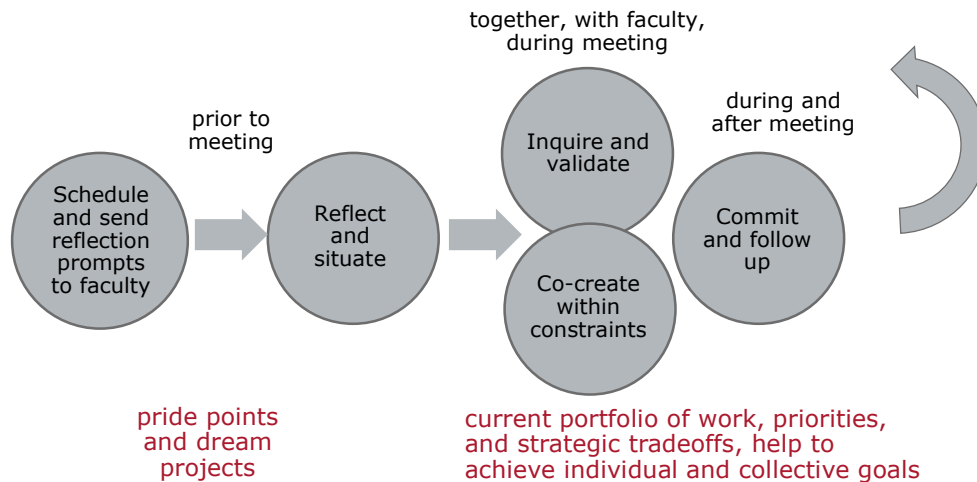 together, with faculty,
during meeting
prior to
meeting
during and
after meeting
Schedule
and send
reflection
prompts
to faculty
Reflect
and
situate
Inquire and
validate
Co-create
within
constraints
Commit
and follow
up
pride points
and dream
projects
current portfolio of work, priorities,
and strategic tradeoffs, help to
achieve individual and collective goals